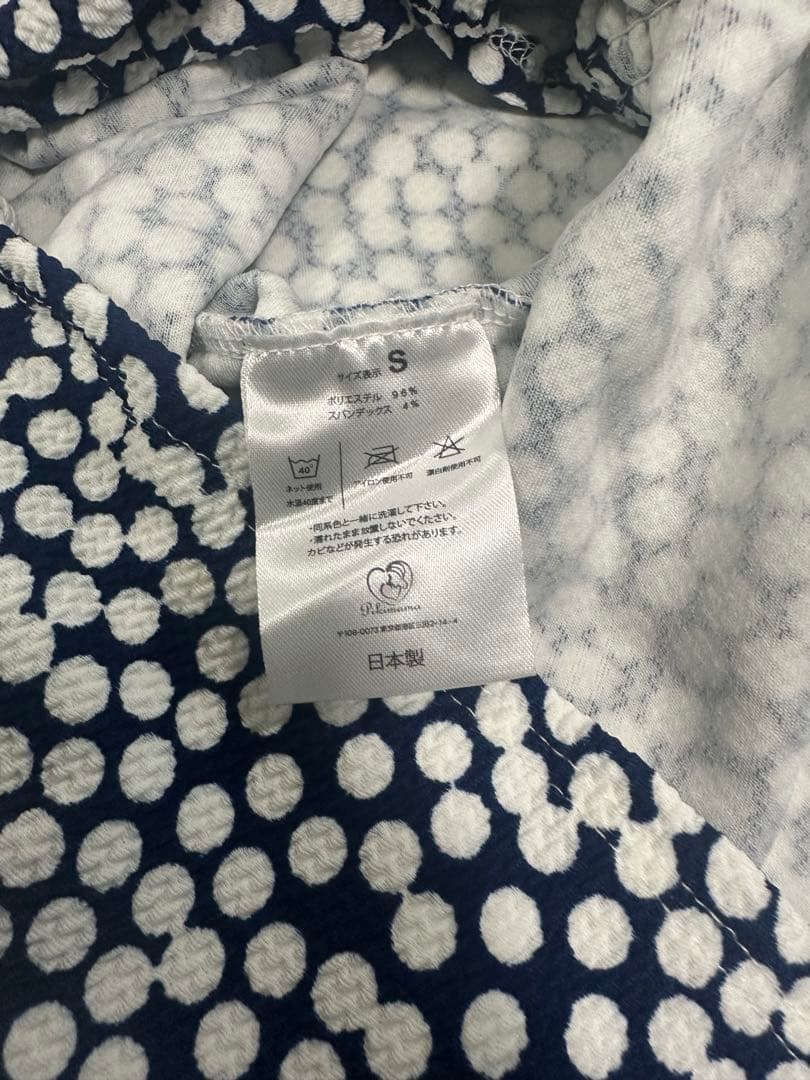 サイズ表示 S
ポリエステル 96%
スパンデックス 4%
40°
ネット使用
水温40度まで
アイロン使用不可
漂白剤使用不可
・同系色と一緒に洗濯して下さい。
・濡れたまま放置しないでください。
カビなどが発生する恐れがあります。
Pikimama
〒108-0073 東京都港区三田2-14-4
日本製